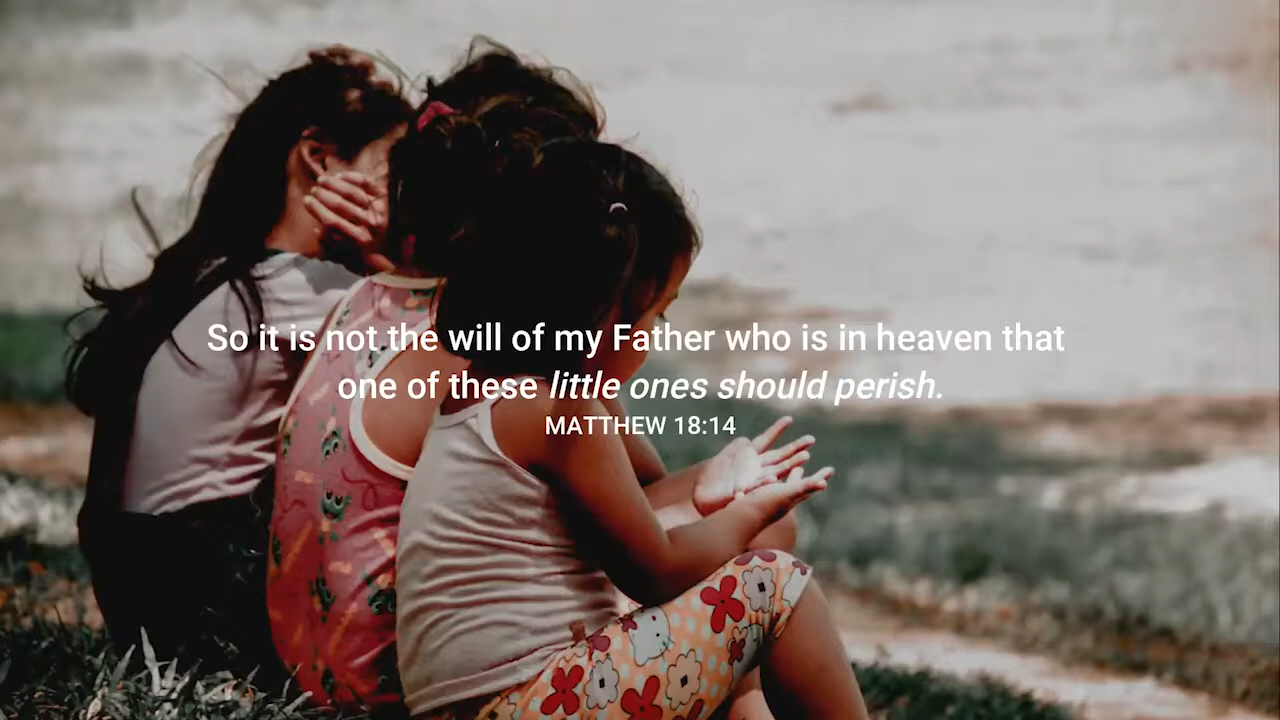 So it is not the will of my Father who is in heaven that
one of these little ones should perish.
MATTHEW 18:14